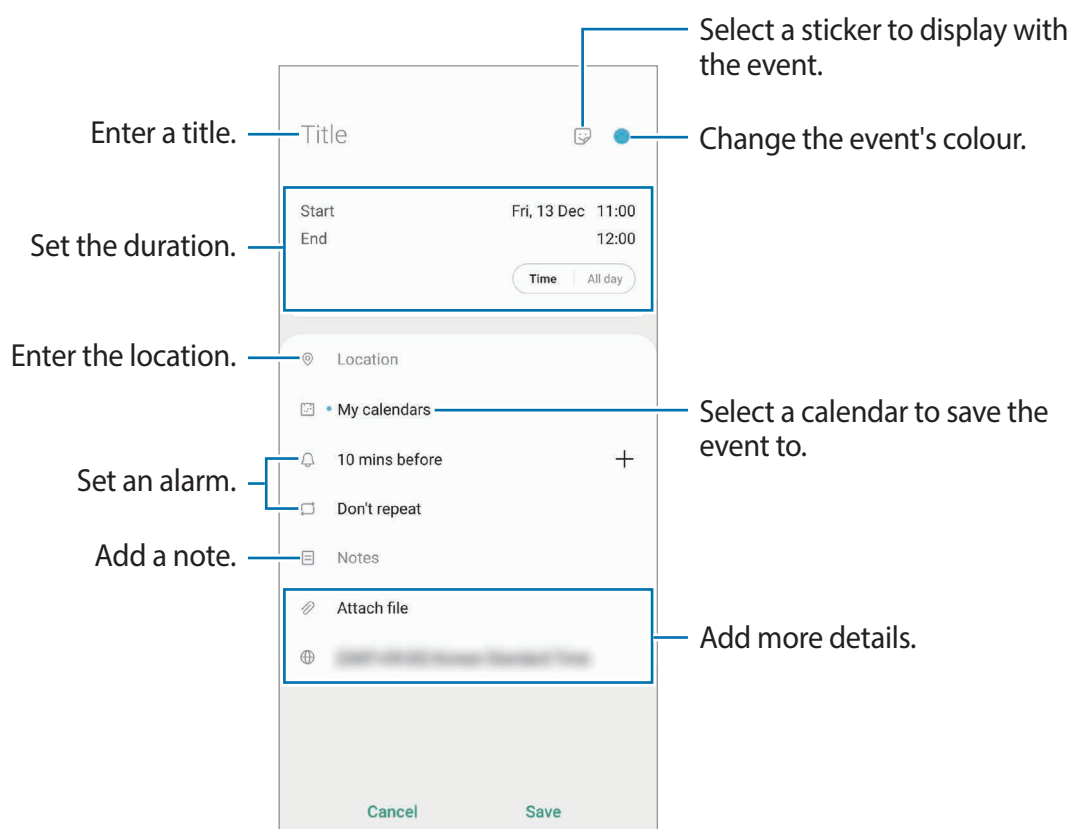 Select a sticker to display with
the event.
Enter a title.
Title
Change the event's colour.
Set the duration.
Start Fri, 13 Dec 11:00
End 12:00
Time All day
Enter the location.
Location
My calendars
Select a calendar to save the
event to.
Set an alarm.
10 mins before
Don't repeat
Add a note.
Notes
Attach file
Add more details.
Cancel Save